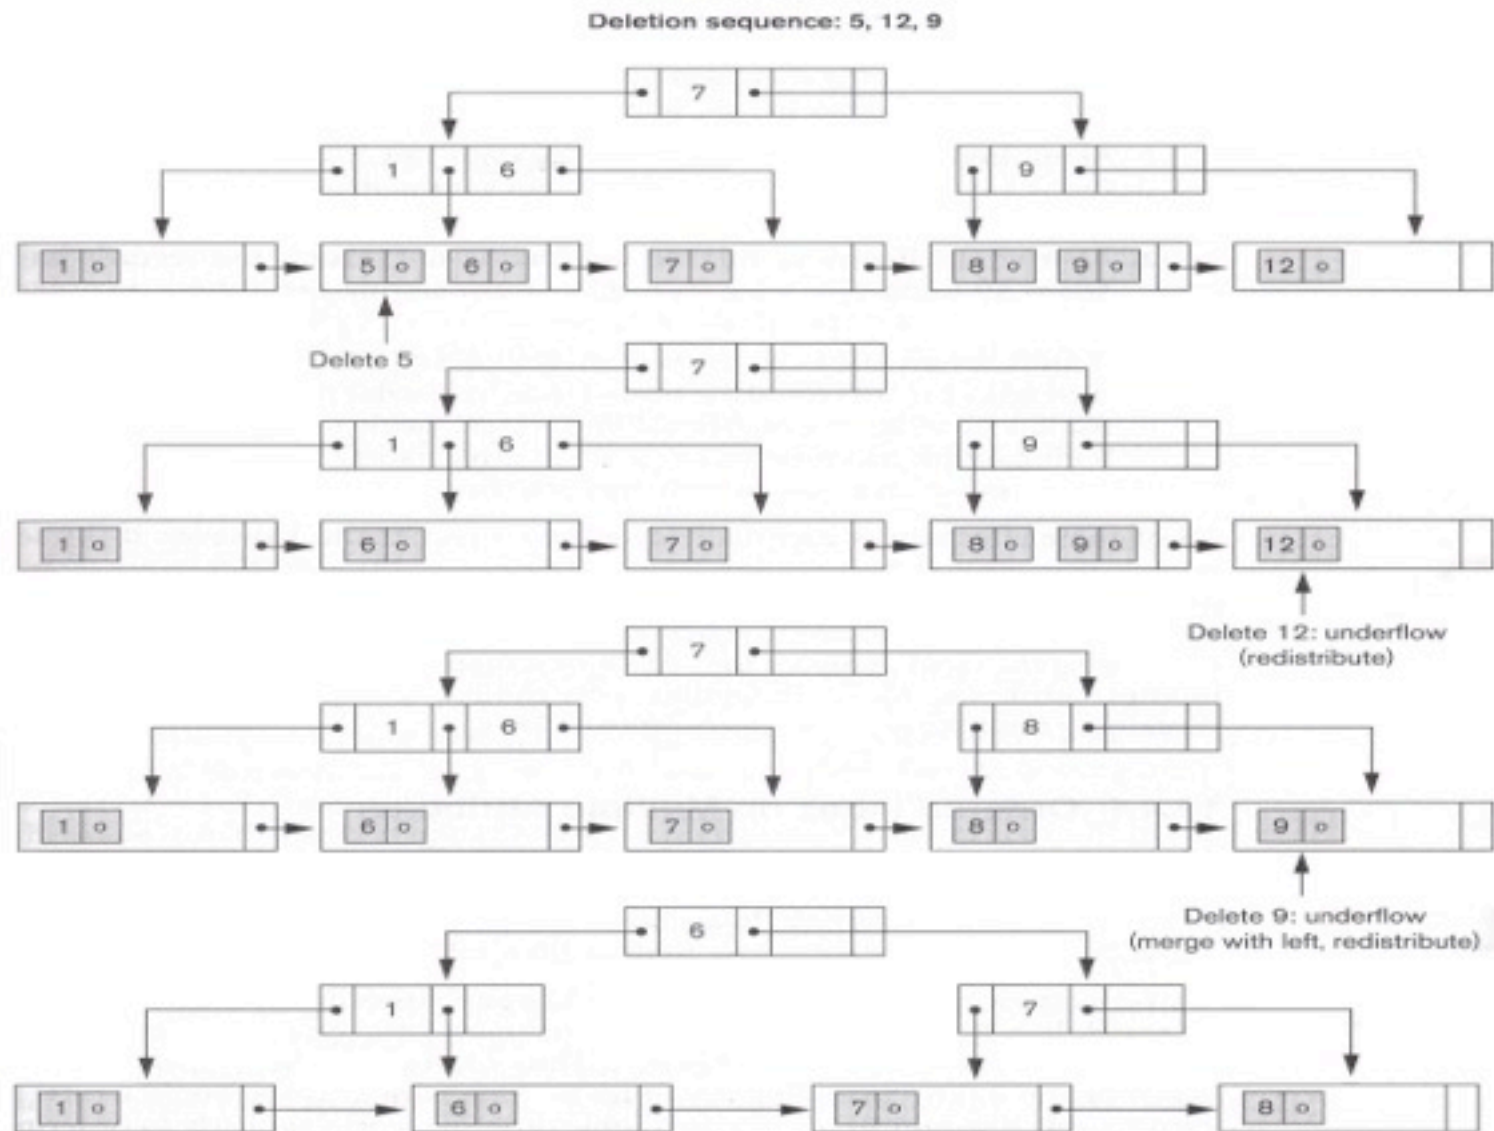 Deletion sequence: 5, 12, 9
7
1 6 9
1 o 5 o 6 o 7 o 8 o 9 o 12 o
Delete 5
7
1 6 9
1 o 6 o 7 o 8 o 9 o 12 o
Delete 12: underflow
(redistribute)
7
1 6 8
1 o 6 o 7 o 8 o 9 o
Delete 9: underflow
(merge with left, redistribute)
6
1 7
1 o 6 o 7 o 8 o